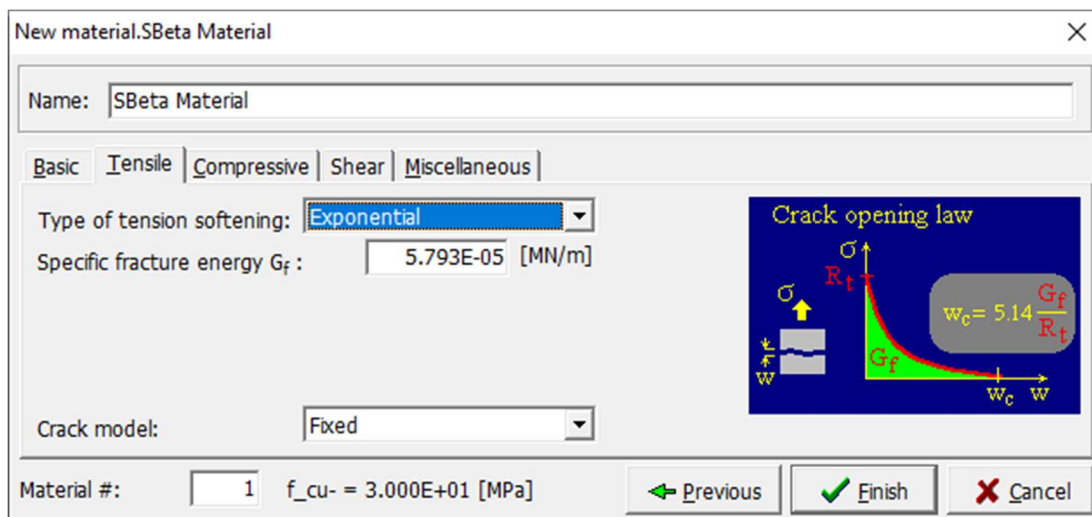 New material.SBeta Material
Name: SBeta Material
Basic Tensile Compressive Shear Miscellaneous
Type of tension softening: Exponential
Specific fracture energy Gf : 5.793E-05 [MN/m]
Crack opening law
σ
Rt
σ
wc= 5.14 Gf
Rt
Gf
w
wc w
Crack model: Fixed
Material #: 1 f_cu- = 3.000E+01 [MPa] Previous Finish Cancel